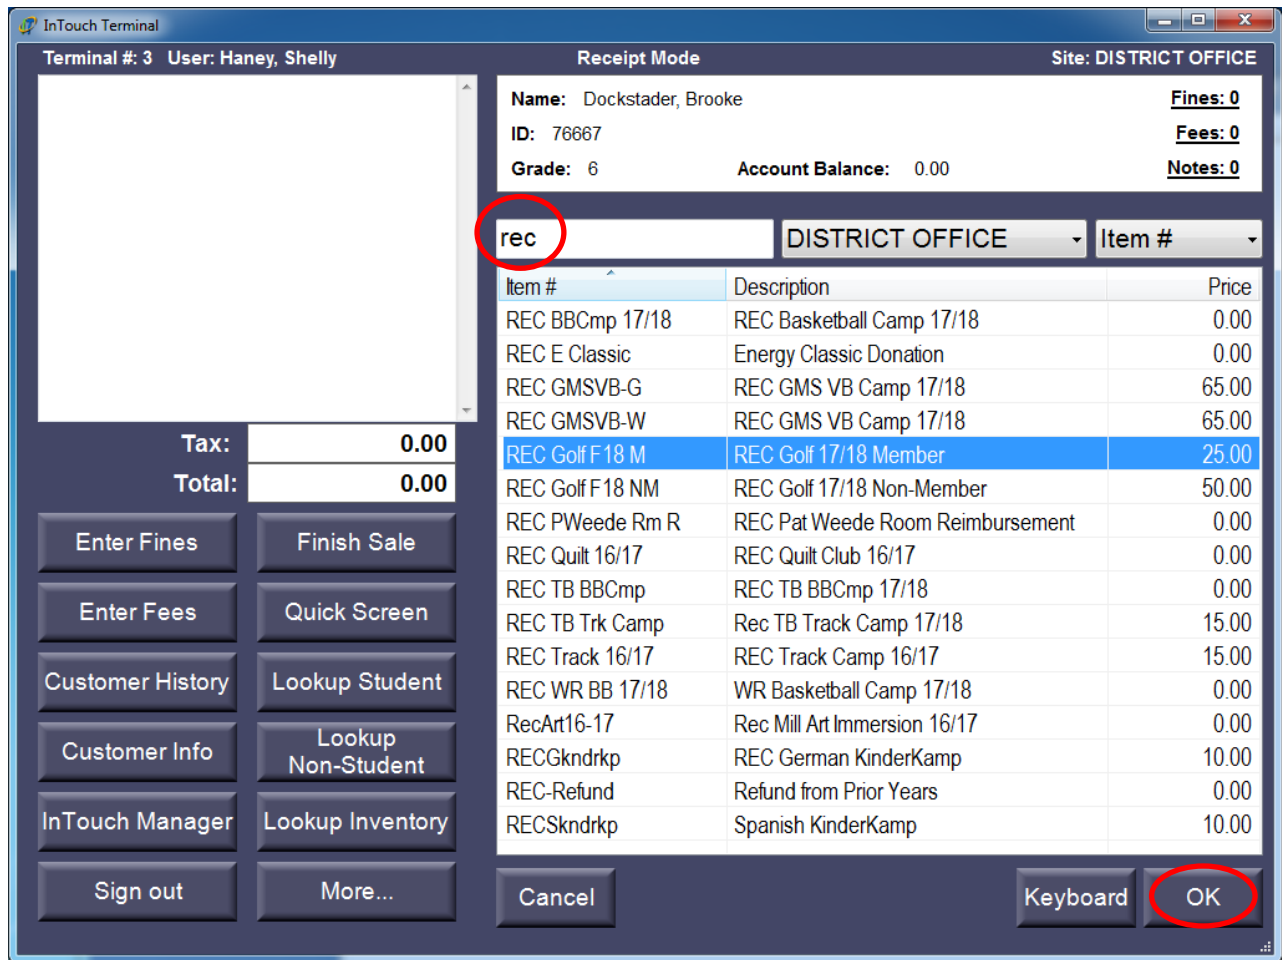 InTouch Terminal
Terminal #: 3 User: Haney, Shelly Receipt Mode Site: DISTRICT OFFICE
Name: Dockstader, Brooke Fines: 0
ID: 76667 Fees: 0
Grade: 6 Account Balance: 0.00 Notes: 0
rec DISTRICT OFFICE Item #
Item # Description Price
REC BBCmp 17/18 REC Basketball Camp 17/18 0.00
REC E Classic Energy Classic Donation 0.00
REC GMSVB-G REC GMS VB Camp 17/18 65.00
REC GMSVB-W REC GMS VB Camp 17/18 65.00
REC Golf F18 M REC Golf 17/18 Member 25.00
REC Golf F18 NM REC Golf 17/18 Non-Member 50.00
REC PWeede Rm R REC Pat Weede Room Reimbursement 0.00
REC Quilt 16/17 REC Quilt Club 16/17 0.00
REC TB BBCmp REC TB BBCmp 17/18 0.00
REC TB Trk Camp Rec TB Track Camp 17/18 15.00
REC Track 16/17 REC Track Camp 16/17 15.00
REC WR BB 17/18 WR Basketball Camp 17/18 0.00
RecArt16-17 Rec Mill Art Immersion 16/17 0.00
RECGkndrkp REC German KinderKamp 10.00
REC-Refund Refund from Prior Years 0.00
RECSkndrkp Spanish KinderKamp 10.00
Tax: 0.00
Total: 0.00
Enter Fines Finish Sale
Enter Fees Quick Screen
Customer History Lookup Student
Customer Info Lookup
Non-Student
InTouch Manager Lookup Inventory
Sign out More... Cancel Keyboard OK